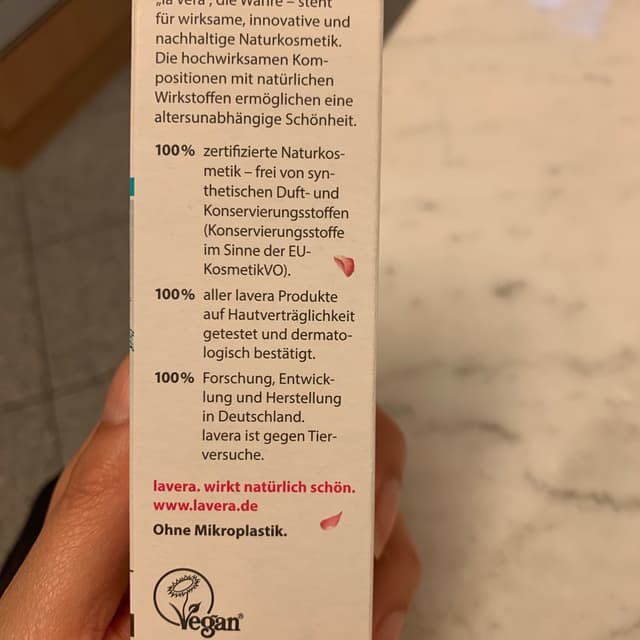 „la vera“, die Wahre – steht
für wirksame, innovative und
nachhaltige Naturkosmetik.
Die hochwirksamen Kom-
positionen mit natürlichen
Wirkstoffen ermöglichen eine
altersunabhängige Schönheit.
100% zertifizierte Naturkos-
metik – frei von syn-
thetischen Duft- und
Konservierungsstoffen
(Konservierungsstoffe
im Sinne der EU-
KosmetikVO).
100% aller lavera Produkte
auf Hautverträglichkeit
getestet und dermato-
logisch bestätigt.
100% Forschung, Entwick-
lung und Herstellung
in Deutschland.
lavera ist gegen Tier-
versuche.
lavera. wirkt natürlich schön.
www.lavera.de
Ohne Mikroplastik.
Vegan®